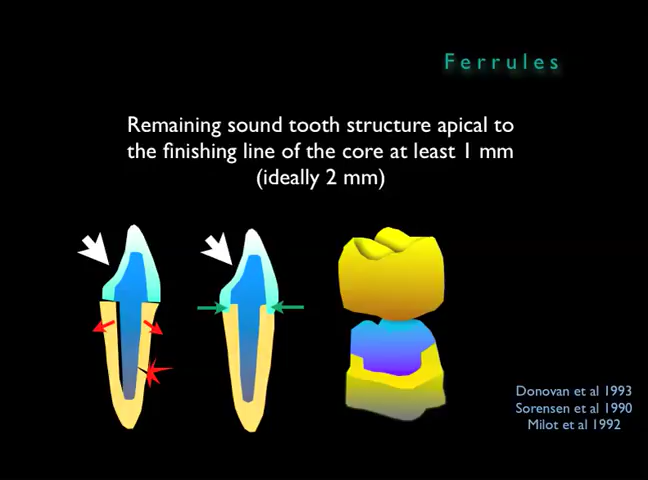 Ferrules
Remaining sound tooth structure apical to
the finishing line of the core at least 1 mm
(ideally 2 mm)
Donovan et al 1993
Sorensen et al 1990
Milot et al 1992